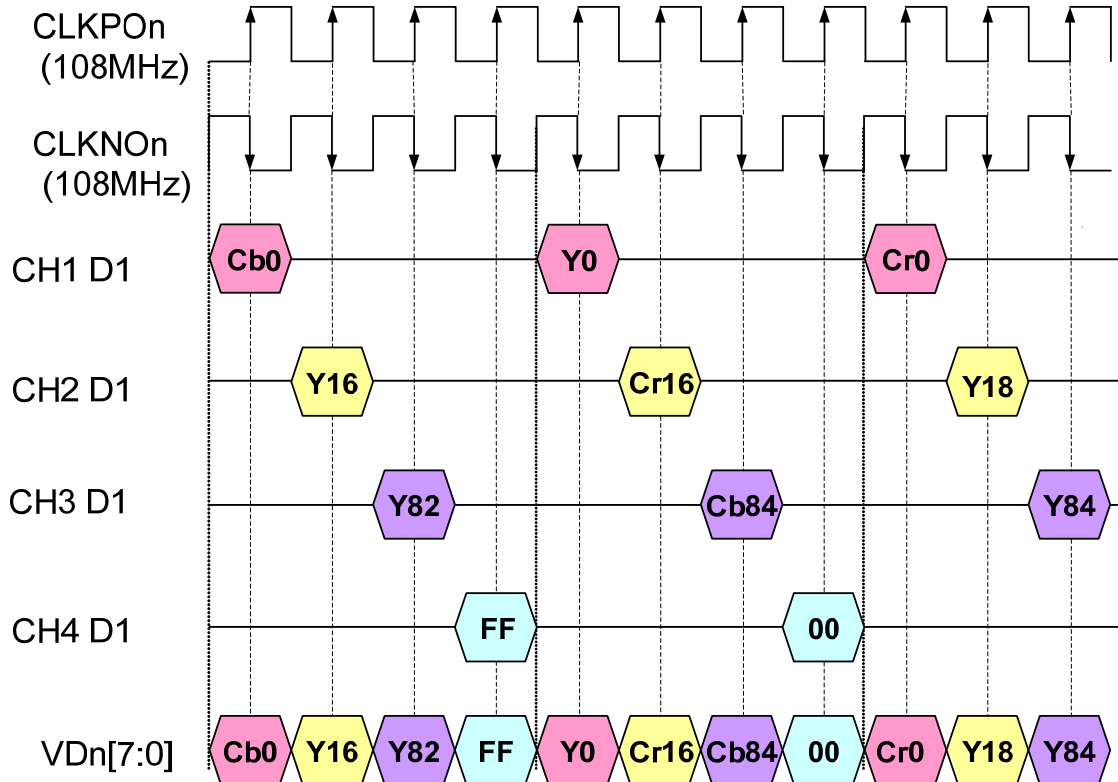 CLKPOn
(108MHz)
CLKNOn
(108MHz)
CH1 D1
Cb0
Y0
Cr0
CH2 D1
Y16
Cr16
Y18
CH3 D1
Y82
Cb84
Y84
CH4 D1
FF
00
VDn[7:0]
Cb0
Y16
Y82
FF
Y0
Cr16
Cb84
00
Cr0
Y18
Y84